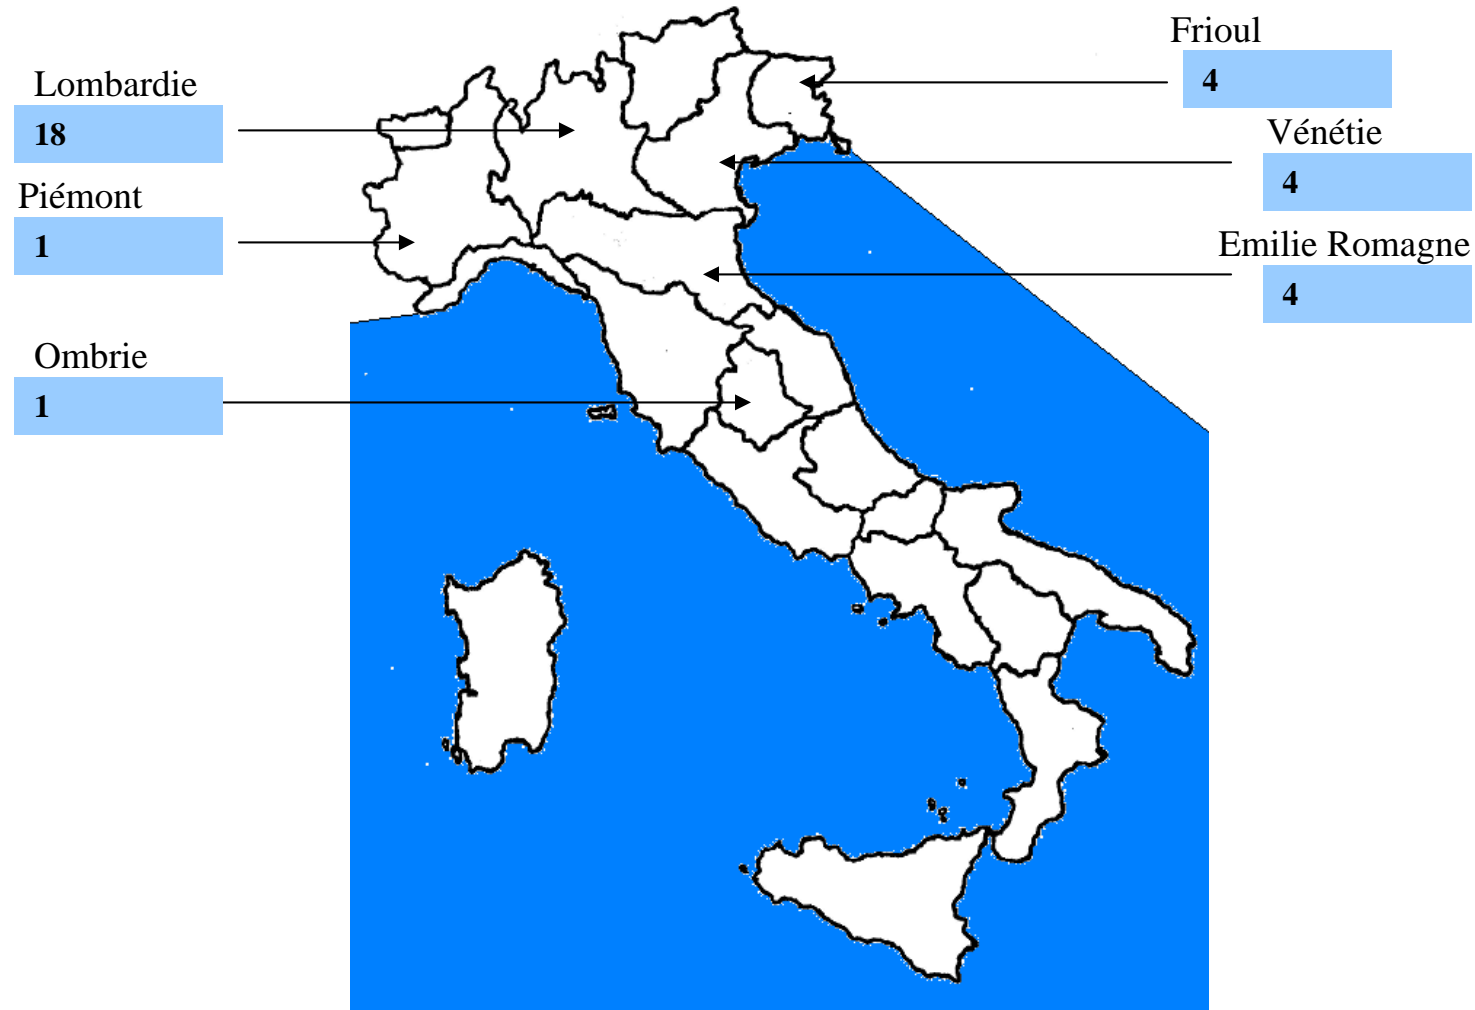 Frioul
4
Lombardie
18
Vénétie
4
Piémont
1
Emilie Romagne
4
Ombrie
1